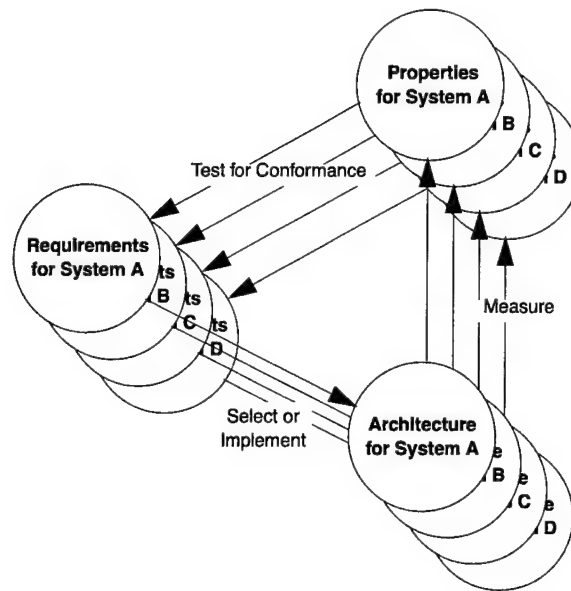 Properties
for System A
B
C
D
Test for Conformance
Requirements
for System A
ts
B
ts
C
ts
D
Measure
Select or
Implement
Architecture
for System A
e
B
e
C
e
D